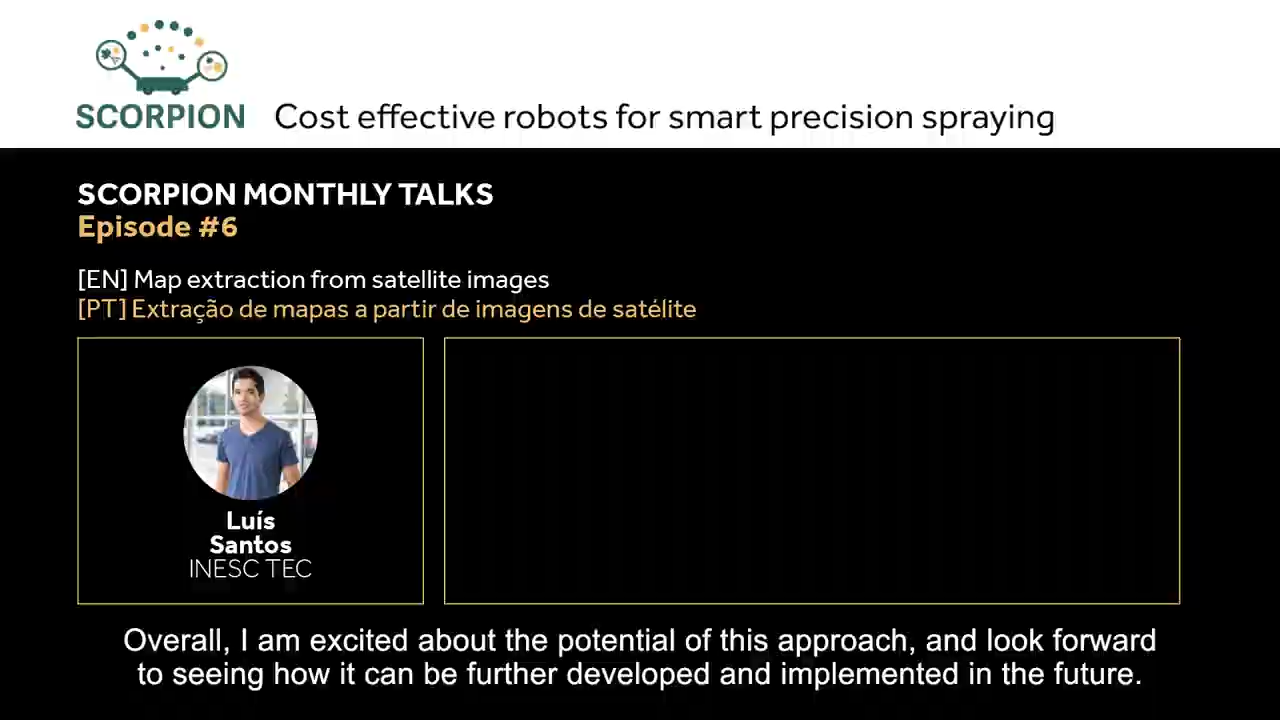 SCORPION
Cost effective robots for smart precision spraying
SCORPION MONTHLY TALKS
Episode #6
[EN] Map extraction from satellite images
[PT] Extração de mapas a partir de imagens de satélite
Luís
Santos
INESC TEC
Overall, I am excited about the potential of this approach, and look forward
to seeing how it can be further developed and implemented in the future.